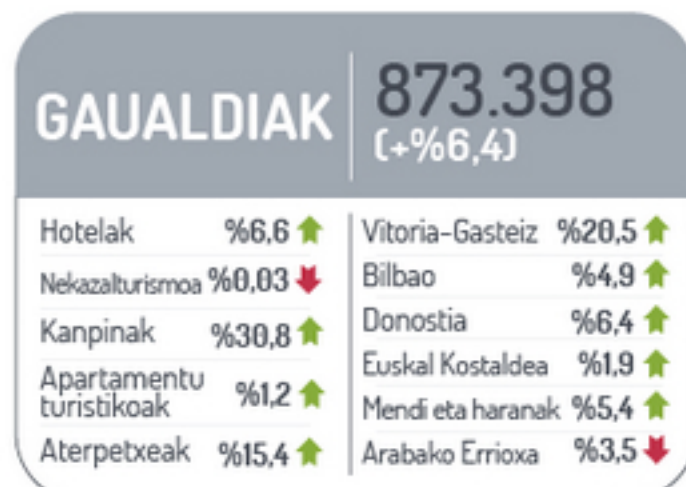 GAUALDIAK
873.398
(+%6,4)
Hotelak %6,6
Nekazalturismoa %0,03
Kanpinak %30,8
Apartamentu
turistikoak %1,2
Aterpetxeak %15,4
Vitoria-Gasteiz %20,5
Bilbao %4,9
Donostia %6,4
Euskal Kostaldea %1,9
Mendi eta haranak %5,4
Arabako Errioxa %3,5